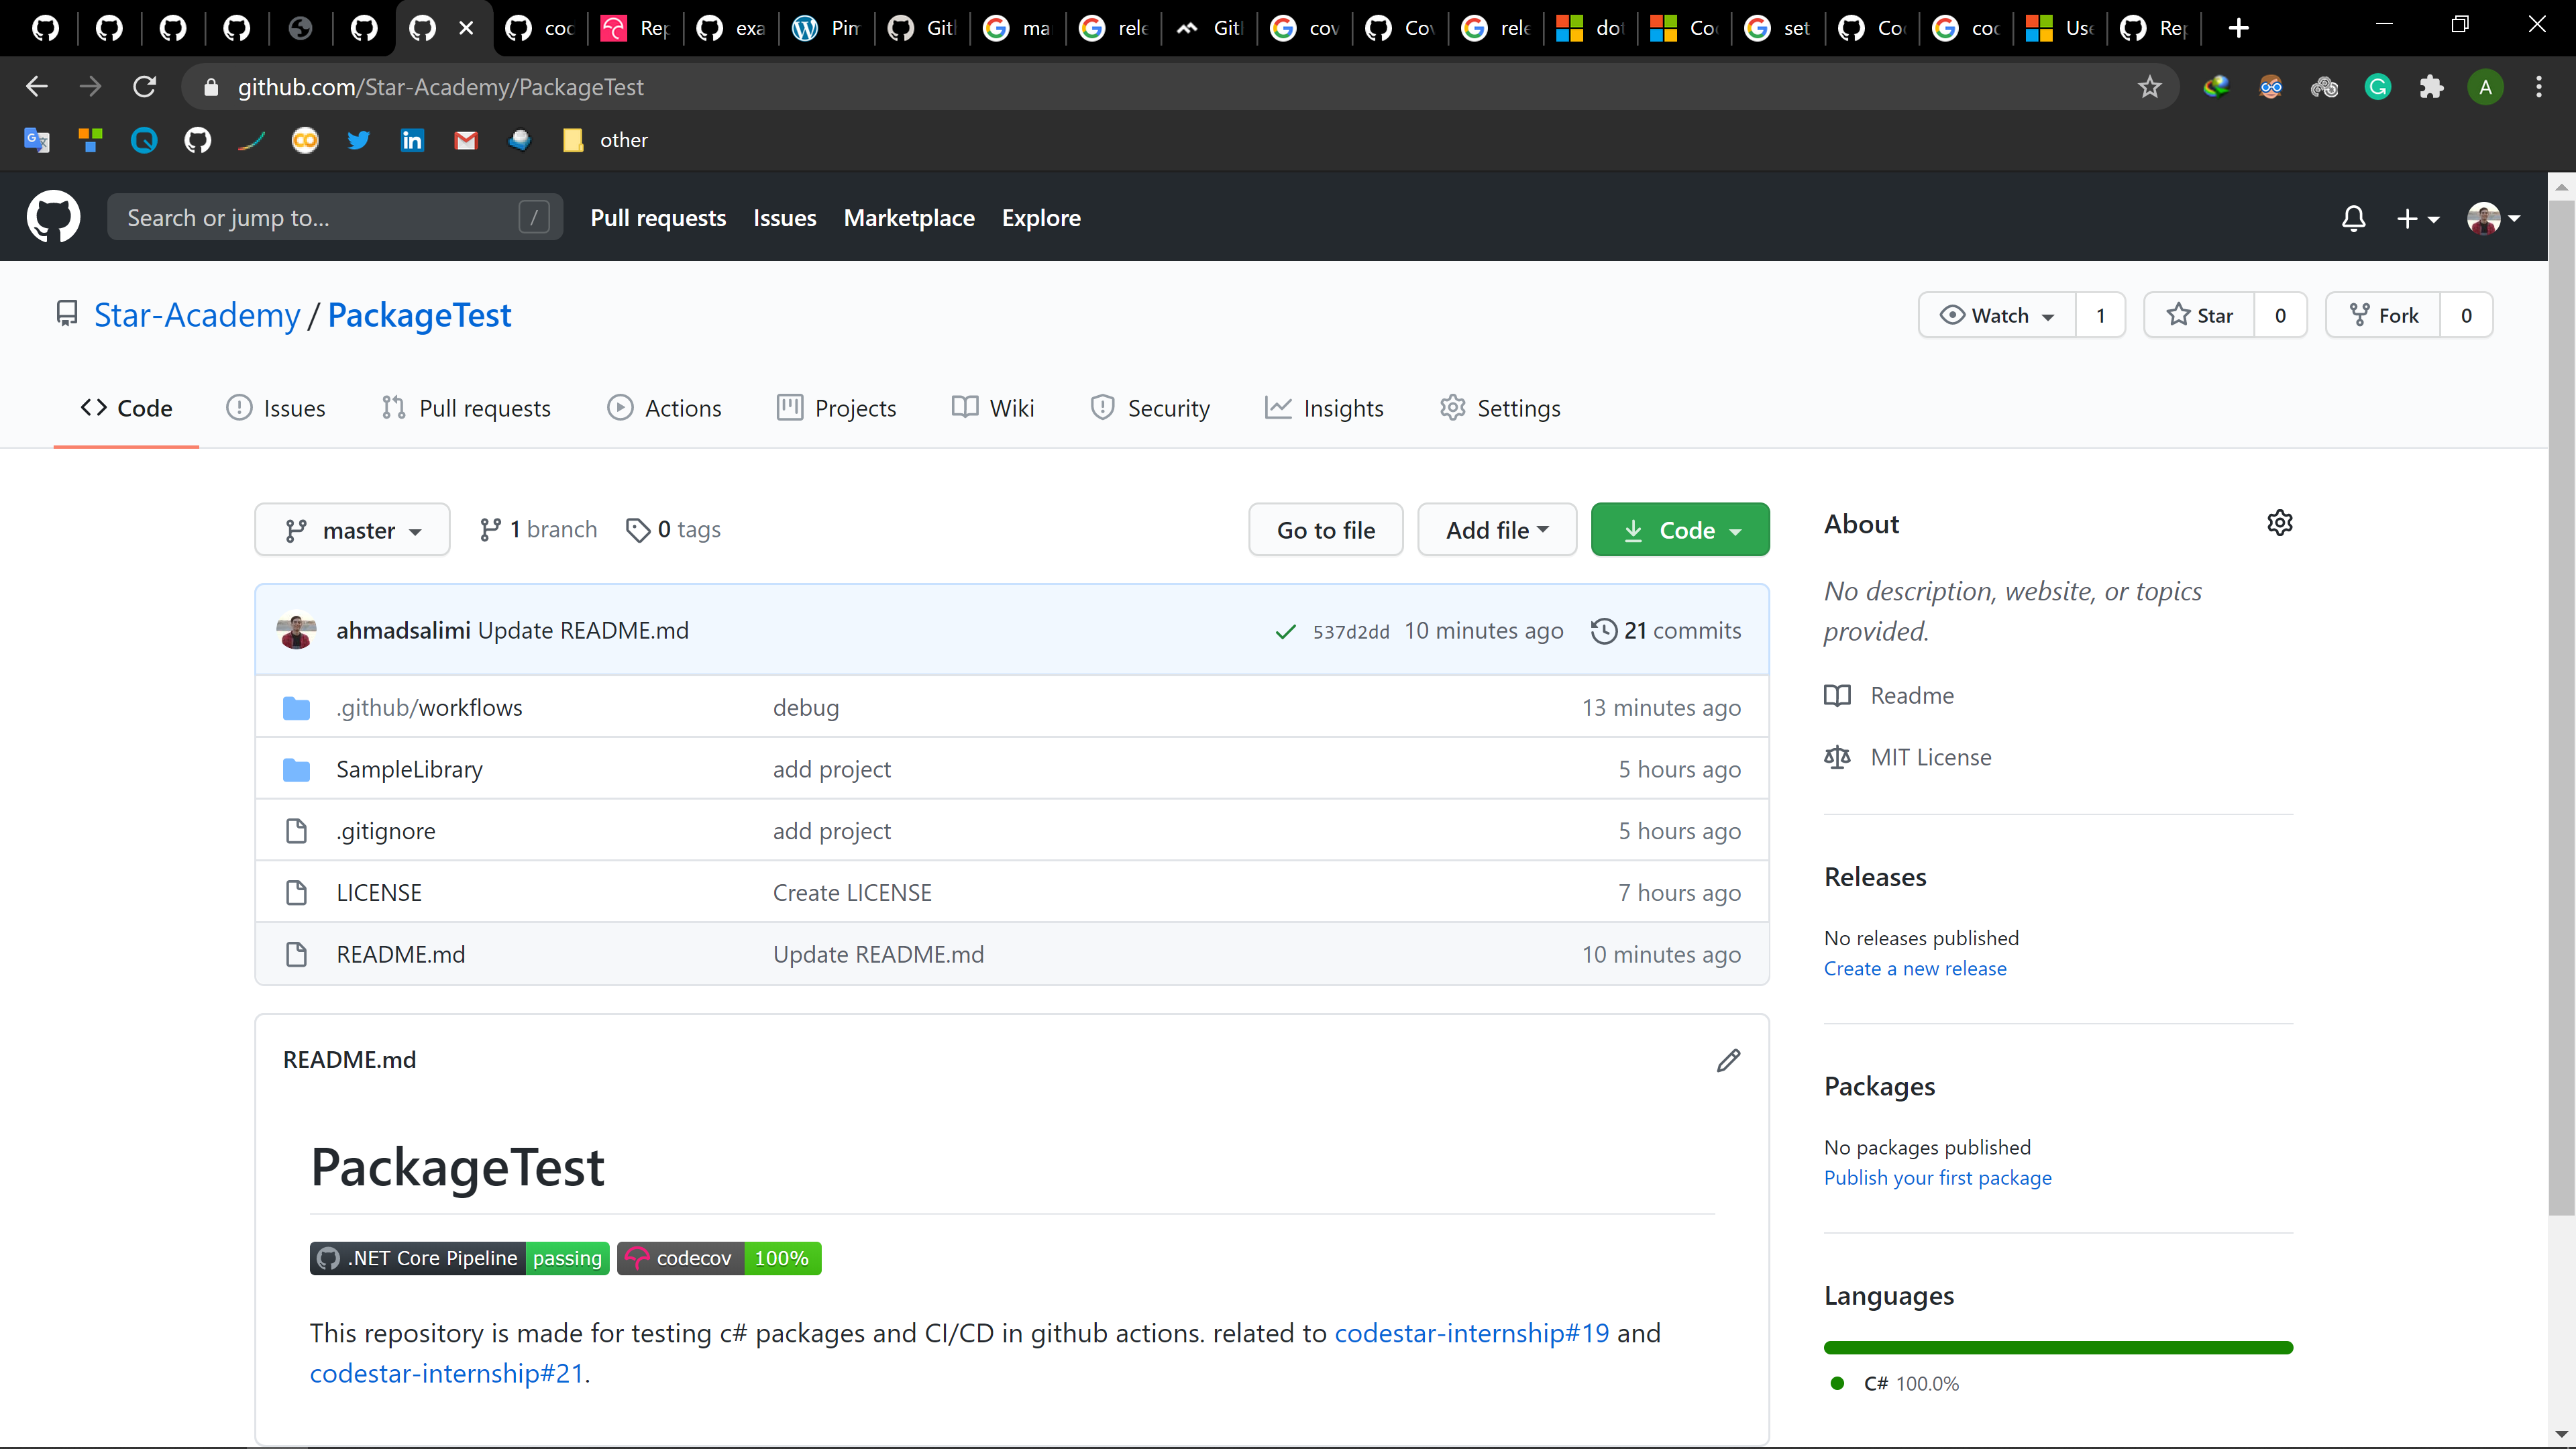 coc
Rep
exa
Pin
Git
ma
rele
Git
cov
Cov
rele
dot
Co
set
Co
coc
Use
Rep
github.com/Star-Academy/PackageTest
A
other
Search or jump to... /
Pull requests Issues Marketplace Explore
Star-Academy / PackageTest
Watch 1 Star 0 Fork 0
Code Issues Pull requests Actions Projects Wiki Security Insights Settings
master 1 branch 0 tags Go to file Add file Code
ahmadsalimi Update README.md 537d2dd 10 minutes ago 21 commits
.github/workflows debug 13 minutes ago
SampleLibrary add project 5 hours ago
.gitignore add project 5 hours ago
LICENSE Create LICENSE 7 hours ago
README.md Update README.md 10 minutes ago
README.md
PackageTest
.NET Core Pipeline passing codecov 100%
This repository is made for testing c# packages and CI/CD in github actions. related to codestar-internship#19 and
codestar-internship#21.
About
No description, website, or topics
provided.
Readme
MIT License
Releases
No releases published
Create a new release
Packages
No packages published
Publish your first package
Languages
C# 100.0%